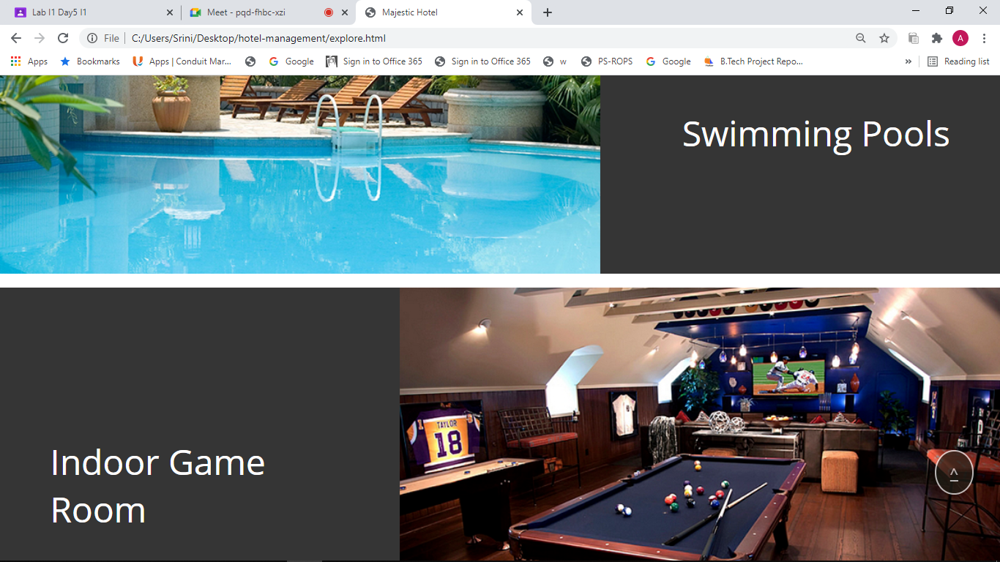 Lab I1 Day5 I1
Meet - pqd-fhbc-xzi
Majestic Hotel
File
C:/Users/Srini/Desktop/hotel-management/explore.html
A
Apps
Bookmarks
Apps | Conduit Mar...
Google
Sign in to Office 365
Sign in to Office 365
w
PS-ROPS
Google
B.Tech Project Repo...
»
Reading list
Swimming Pools
TAYLOR
18
Indoor Game
Room
^